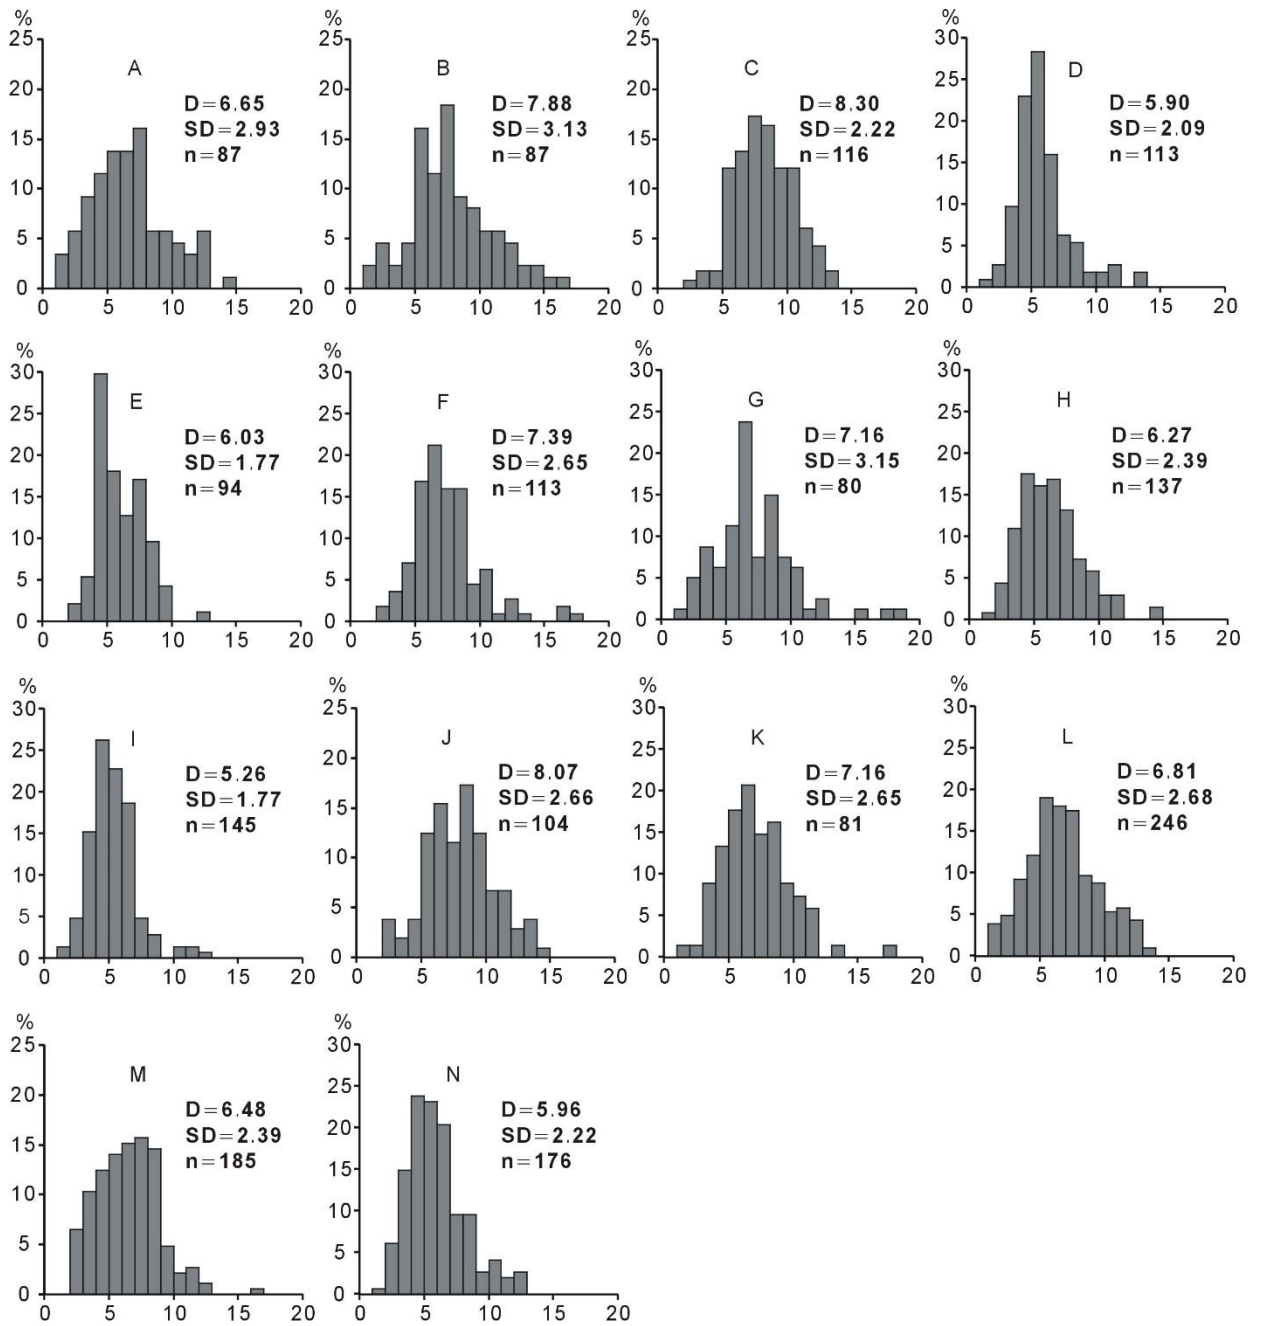 %
25
20
15
10
5
0
0 5 10 15 20
A
D=6.65
SD=2.93
n=87
%
25
20
15
10
5
0
0 5 10 15 20
B
D=7.88
SD=3.13
n=87
%
25
20
15
10
5
0
0 5 10 15 20
C
D=8.30
SD=2.22
n=116
%
30
25
20
15
10
5
0
0 5 10 15 20
D
D=5.90
SD=2.09
n=113
%
30
25
20
15
10
5
0
0 5 10 15 20
E
D=6.03
SD=1.77
n=94
%
30
25
20
15
10
5
0
0 5 10 15 20
F
D=7.39
SD=2.65
n=113
%
30
25
20
15
10
5
0
0 5 10 15 20
G
D=7.16
SD=3.15
n=80
%
30
25
20
15
10
5
0
0 5 10 15 20
H
D=6.27
SD=2.39
n=137
%
30
25
20
15
10
5
0
0 5 10 15 20
I
D=5.26
SD=1.77
n=145
%
25
20
15
10
5
0
0 5 10 15 20
J
D=8.07
SD=2.66
n=104
%
30
25
20
15
10
5
0
0 5 10 15 20
K
D=7.16
SD=2.65
n=81
%
30
25
20
15
10
5
0
0 5 10 15 20
L
D=6.81
SD=2.68
n=246
%
25
20
15
10
5
0
0 5 10 15 20
M
D=6.48
SD=2.39
n=185
%
30
25
20
15
10
5
0
0 5 10 15 20
N
D=5.96
SD=2.22
n=176